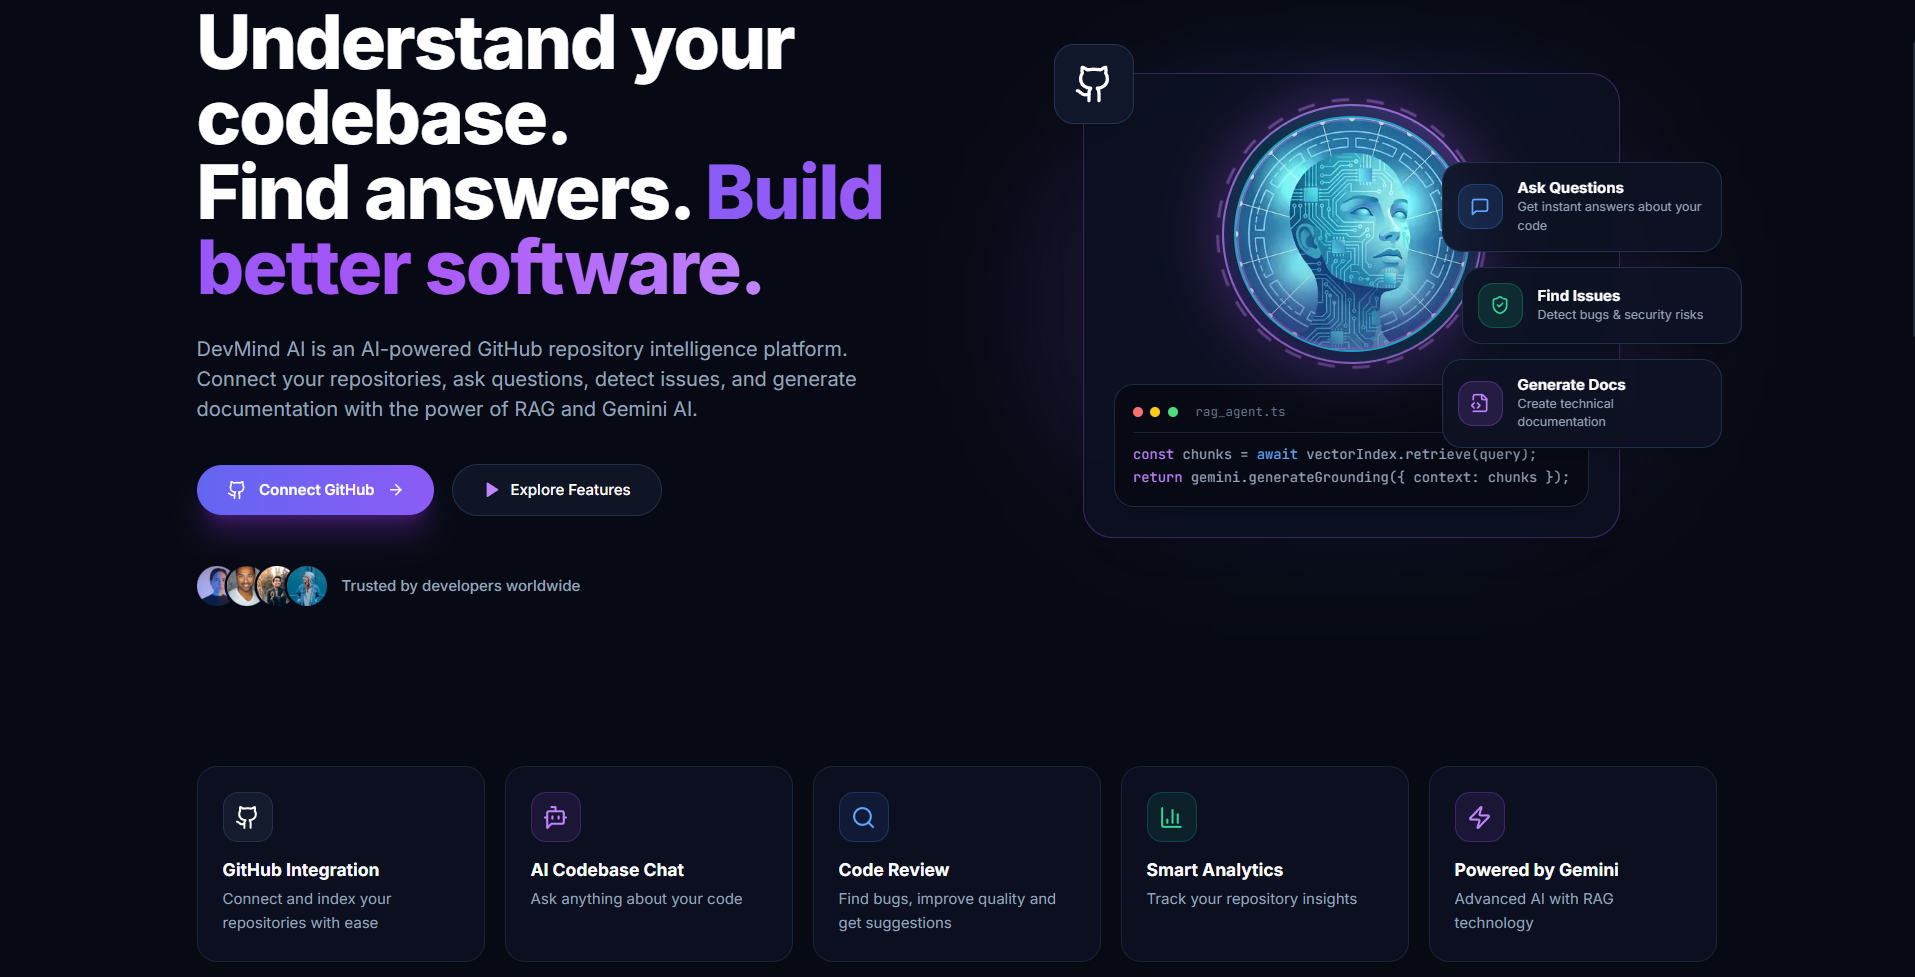 Understand your
codebase.
Find answers. Build
better software.
DevMind AI is an AI-powered GitHub repository intelligence platform.
Connect your repositories, ask questions, detect issues, and generate
documentation with the power of RAG and Gemini AI.
Connect GitHub
Explore Features
Trusted by developers worldwide
Ask Questions
Get instant answers about your
code
Find Issues
Detect bugs & security risks
Generate Docs
Create technical
documentation
rag_agent.ts
const chunks = await vectorIndex.retrieve(query);
return gemini.generateGrounding({ context: chunks });
GitHub Integration
Connect and index your
repositories with ease
AI Codebase Chat
Ask anything about your code
Code Review
Find bugs, improve quality and
get suggestions
Smart Analytics
Track your repository insights
Powered by Gemini
Advanced AI with RAG
technology